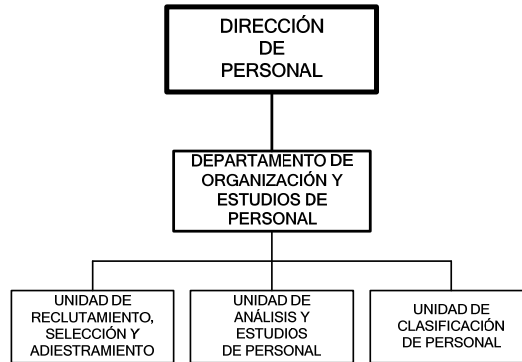 DIRECCIÓN
DE
PERSONAL
DEPARTAMENTO DE
ORGANIZACIÓN Y
ESTUDIOS DE
PERSONAL
UNIDAD DE
RECLUTAMIENTO,
SELECCIÓN Y
ADIESTRAMIENTO
UNIDAD DE
ANÁLISIS Y
ESTUDIOS
DE PERSONAL
UNIDAD DE
CLASIFICACIÓN
DE PERSONAL